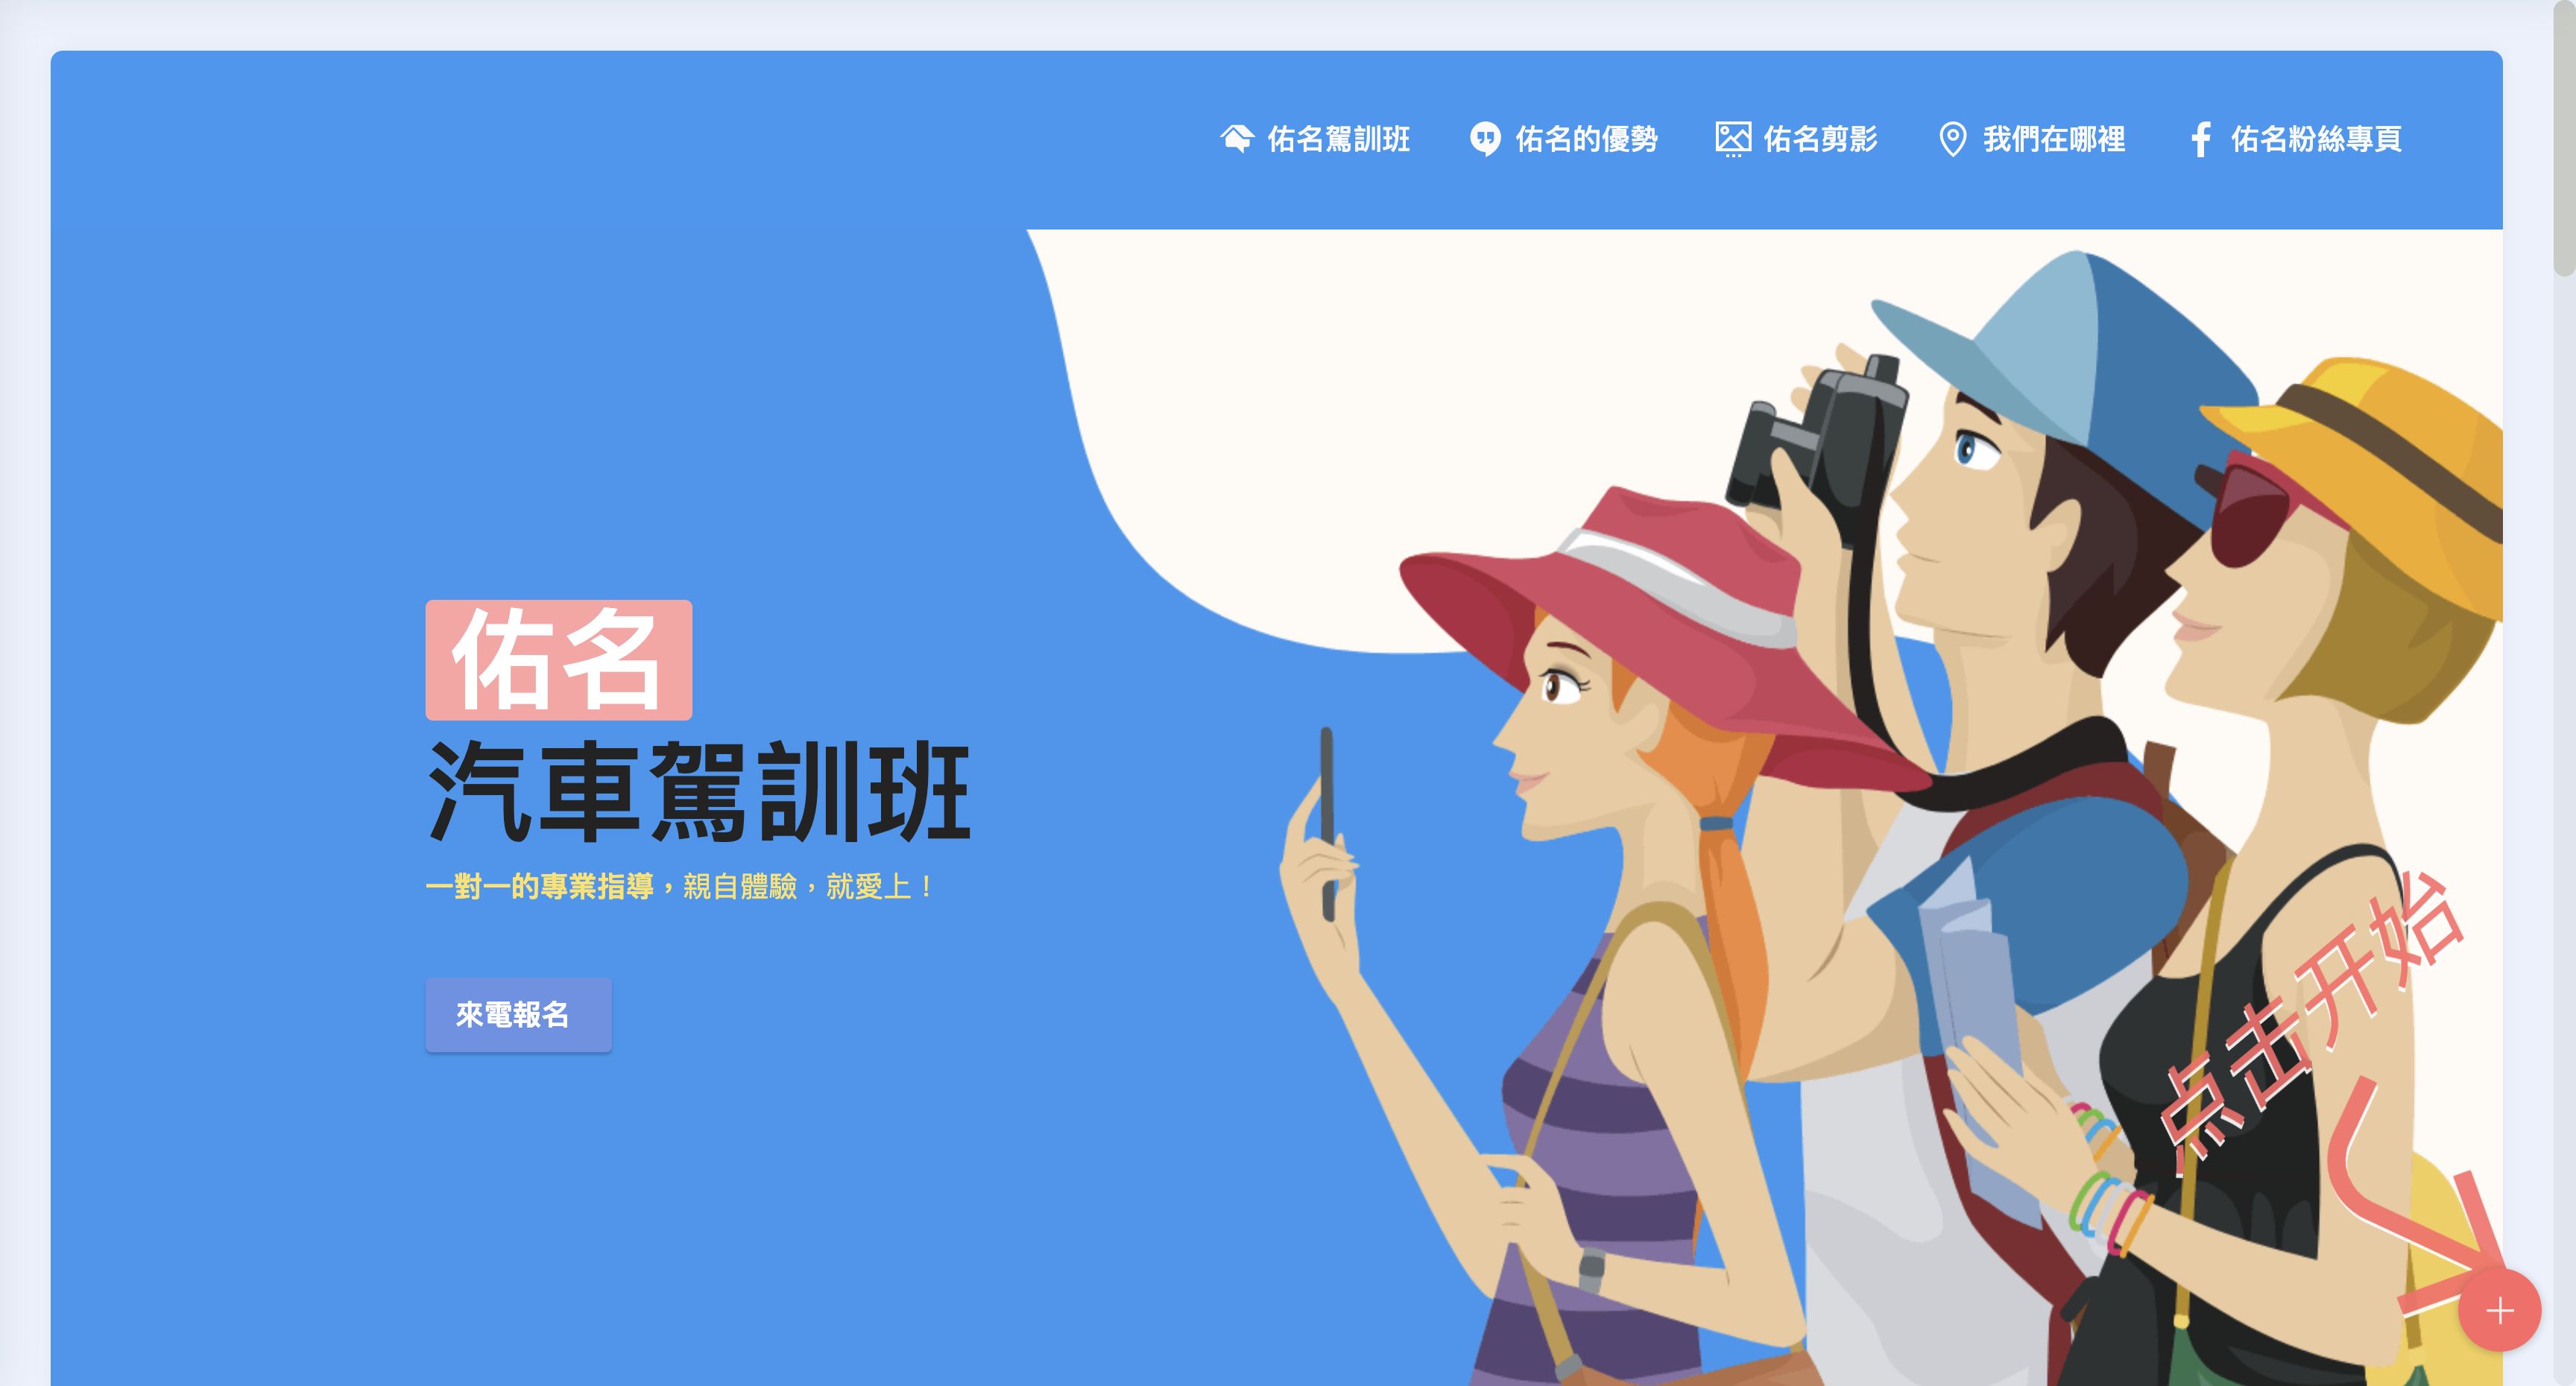 佑名駕訓班 佑名的優勢 佑名剪影 我們在哪裡 佑名粉絲專頁
佑名
汽車駕訓班
一對一的專業指導，親自體驗，就愛上！
來電報名
点击开始